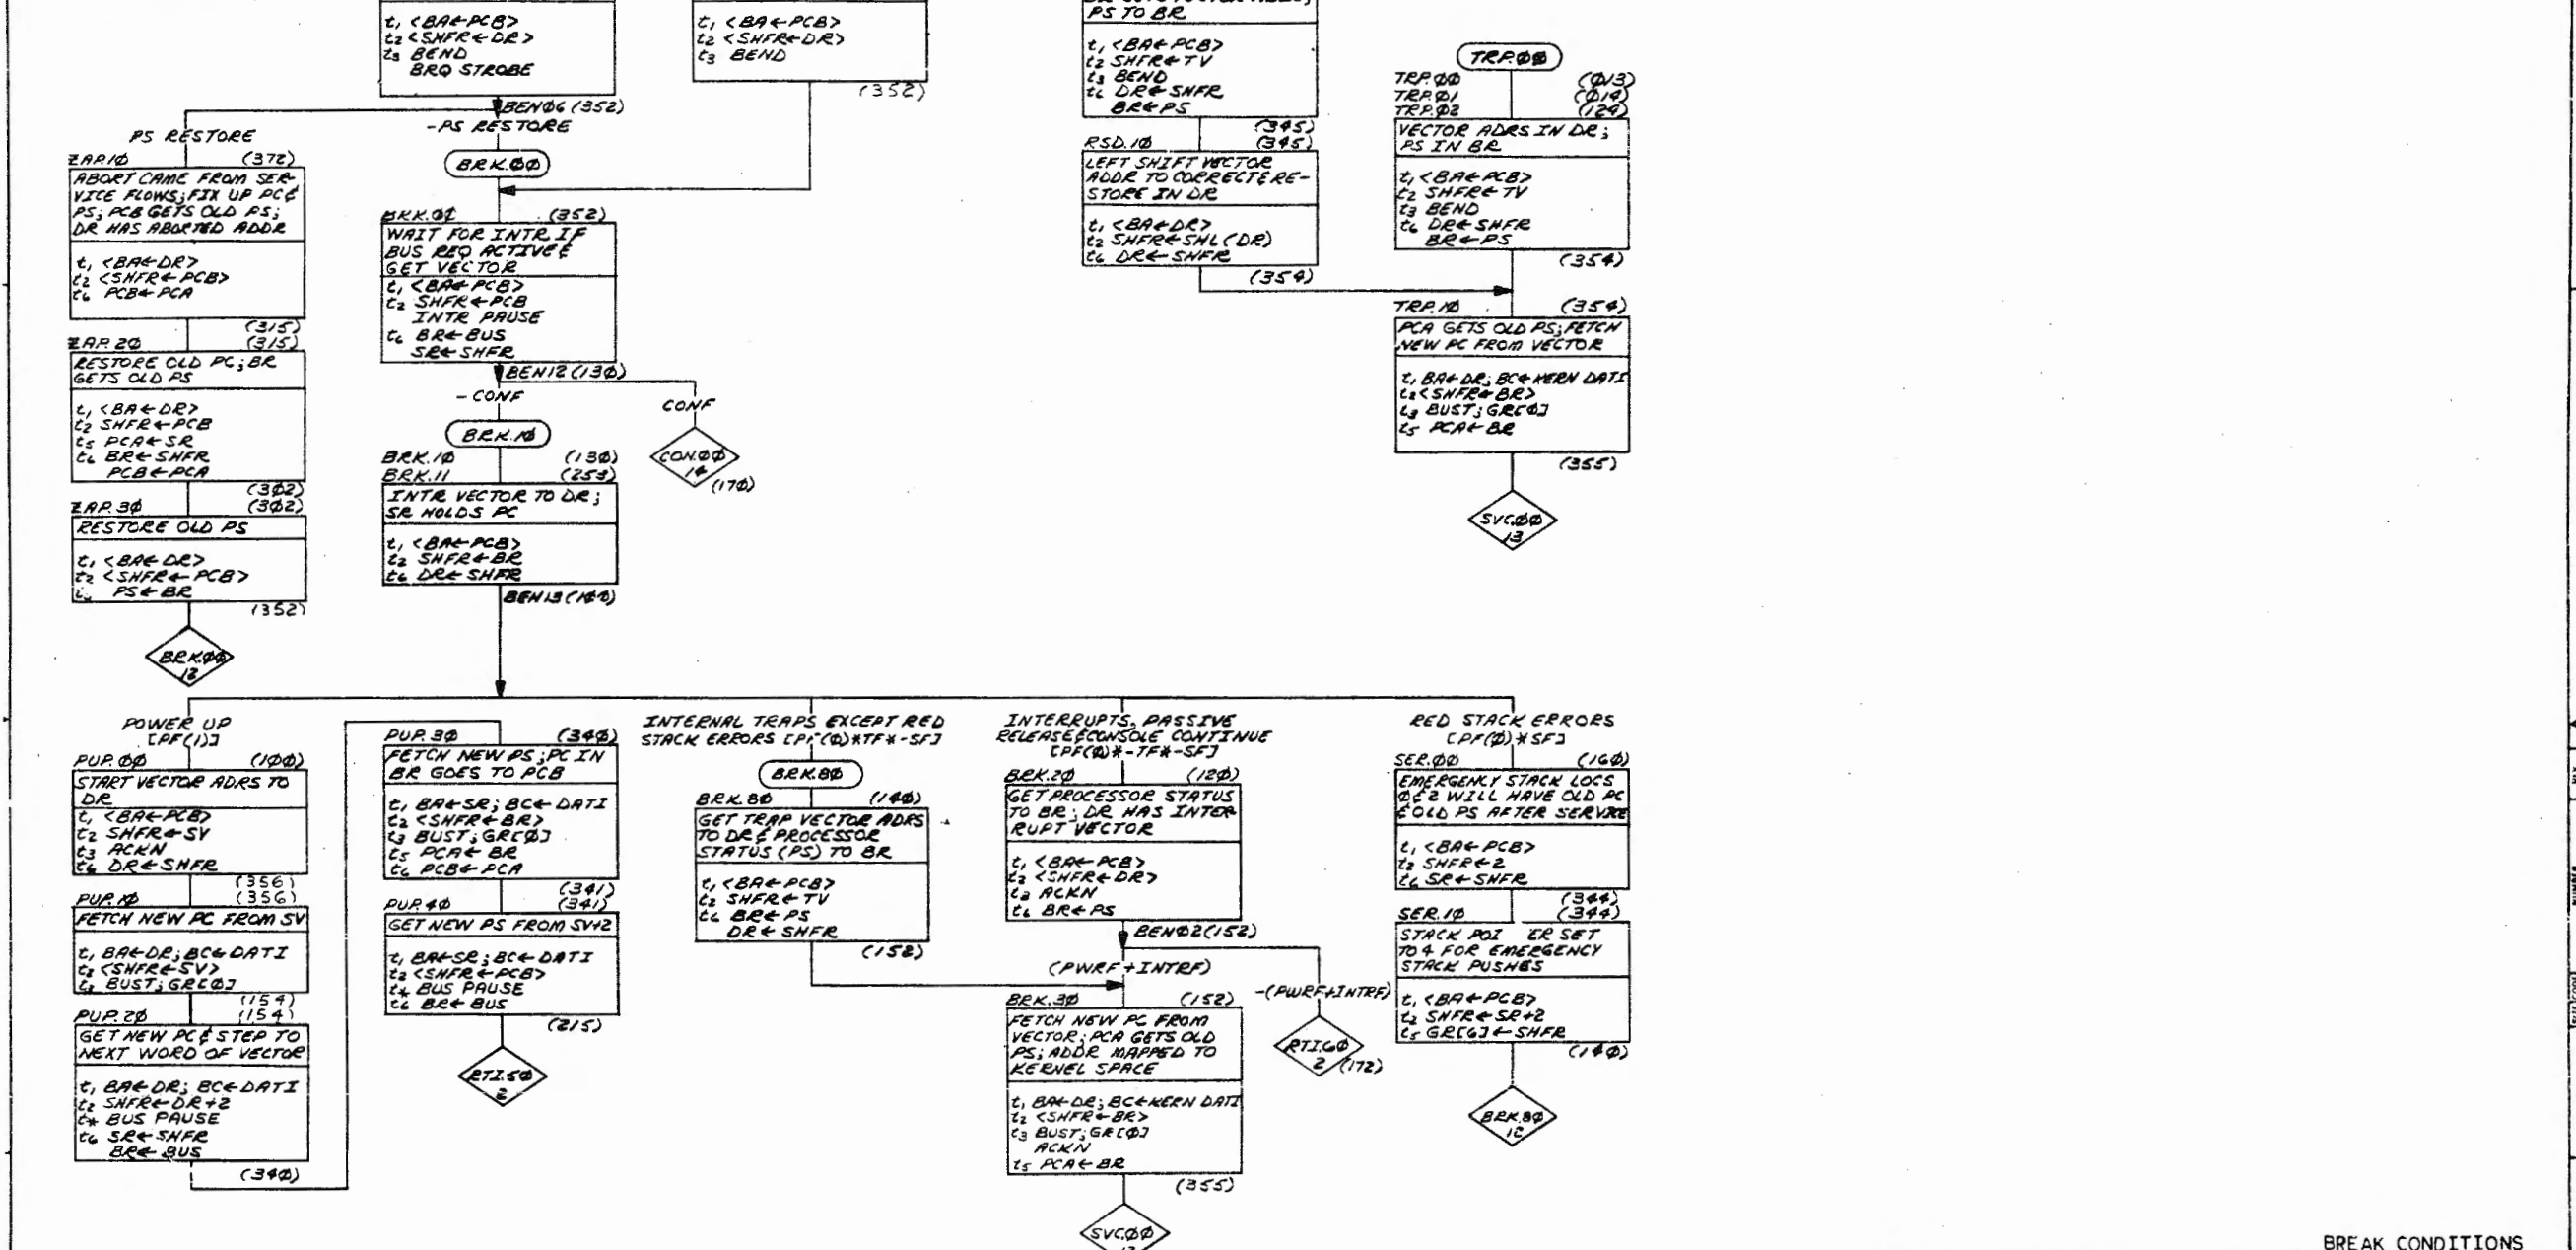 t1 <BA←PCB>
t2 <SHFR←DR>
t3 BEND
BRQ STROBE
t1 <BA←PCB>
t2 <SHFR←DR>
t3 BEND
(352)
BEN06 (352)
PS RESTORE
-PS RESTORE
BRK.00
ZAP.10 (372)
ABORT CAME FROM SER-
VICE FLOWS; FIX UP PC &
PS; PCB GETS OLD PS;
DR HAS ABORTED ADDR
t1 <BA←DR>
t2 <SHFR←PCB>
t6 PCB←PCA
(315)
ZAP.20 (315)
RESTORE OLD PC; BR
GETS OLD PS
t1 <BA←DR>
t2 SHFR←PCB
t5 PCA←SR
t6 BR←SHFR
PCB←PCA
(302)
ZAP.30 (302)
RESTORE OLD PS
t1 <BA←DR>
t2 <SHFR←PCB>
PS←BR
(352)
BRK.00
12
BRK.01 (352)
WAIT FOR INTR IF
BUS REQ ACTIVE &
GET VECTOR
t1 <BA←PCB>
t2 SHFR←PCB
INTR PAUSE
t6 BR←BUS
SR←SHFR
BEN12 (130)
-CONF
CONF
CON.00
14
(170)
BRK.10
BRK.10 (130)
BRK.11 (253)
INTR VECTOR TO DR;
SR HOLDS PC
t1 <BA←PCB>
t2 SHFR←BR
t6 DR←SHFR
BEN13 (100)
PS TO BR
t1 <BA←PCB>
t2 SHFR←TV
t3 BEND
t6 DR←SHFR
BR←PS
(345)
RSD.10 (345)
LEFT SHIFT VECTOR
ADDR TO CORRECT & RE-
STORE IN DR
t1 <BA←DR>
t2 SHFR←SHL(DR)
t6 DR←SHFR
(354)
TRP.00
TRP.00 (013)
TRP.01 (014)
TRP.02 (124)
VECTOR ADRS IN DR;
PS IN BR
t1 <BA←PCB>
t2 SHFR←TV
t3 BEND
t6 DR←SHFR
BR←PS
(354)
TRP.10 (354)
PCA GETS OLD PS; FETCH
NEW PC FROM VECTOR
t1 BA←DR; BC←KERN DATI
t2 <SHFR←BR>
t3 BUST; GR[0]
t5 PCA←BR
(355)
SVC.00
13
POWER UP
[PF(1)]
PUP.00 (100)
START VECTOR ADRS TO
DR
t1 <BA←PCB>
t2 SHFR←SV
t3 ACKN
t6 DR←SHFR
(356)
PUP.10 (356)
FETCH NEW PC FROM SV
t1 BA←DR; BC←DATI
t2 <SHFR←SV>
t3 BUST; GR[0]
(154)
PUP.20 (154)
GET NEW PC & STEP TO
NEXT WORD OF VECTOR
t1 BA←DR; BC←DATI
t2 SHFR←DR+2
t* BUS PAUSE
t6 SR←SHFR
BR←BUS
(340)
PUP.30 (340)
FETCH NEW PS; PC IN
BR GOES TO PCB
t1 BA←SR; BC←DATI
t2 <SHFR←BR>
t3 BUST; GR[0]
t5 PCA←BR
t6 PCB←PCA
(341)
PUP.40 (341)
GET NEW PS FROM SV+2
t1 BA←SR; BC←DATI
t2 <SHFR←PCB>
t* BUS PAUSE
t6 BR←BUS
(215)
RTI.50
2
INTERNAL TRAPS EXCEPT RED
STACK ERRORS [PF(0)*TF*-SF]
BRK.80
BRK.80 (140)
GET TRAP VECTOR ADRS
TO DR & PROCESSOR
STATUS (PS) TO BR
t1 <BA←PCB>
t2 SHFR←TV
t6 BR←PS
DR←SHFR
(152)
INTERRUPTS, PASSIVE
RELEASE & CONSOLE CONTINUE
[PF(0)*-TF*-SF]
BRK.20 (120)
GET PROCESSOR STATUS
TO BR; DR HAS INTER
RUPT VECTOR
t1 <BA←PCB>
t2 <SHFR←DR>
t3 ACKN
t6 BR←PS
BEN02 (152)
(PWRF+INTRF)
-(PWRF+INTRF)
RTI.60
2
(172)
BRK.30 (152)
FETCH NEW PC FROM
VECTOR; PCA GETS OLD
PS; ADDR MAPPED TO
KERNEL SPACE
t1 BA←DR; BC←KERN DATI
t2 <SHFR←BR>
t3 BUST; GR[0]
ACKN
t5 PCA←BR
(355)
SVC.00
RED STACK ERRORS
[PF(0)*SF]
SER.00 (160)
EMERGENCY STACK LOCS
0 & 2 WILL HAVE OLD PC
& OLD PS AFTER SERVICE
t1 <BA←PCB>
t2 SHFR←2
t6 SR←SHFR
(344)
SER.10 (344)
STACK POI ER SET
TO 4 FOR EMERGENCY
STACK PUSHES
t1 <BA←PCB>
t2 SHFR←SR+2
t5 GR[6]←SHFR
(140)
BRK.80
12
BREAK CONDITIONS